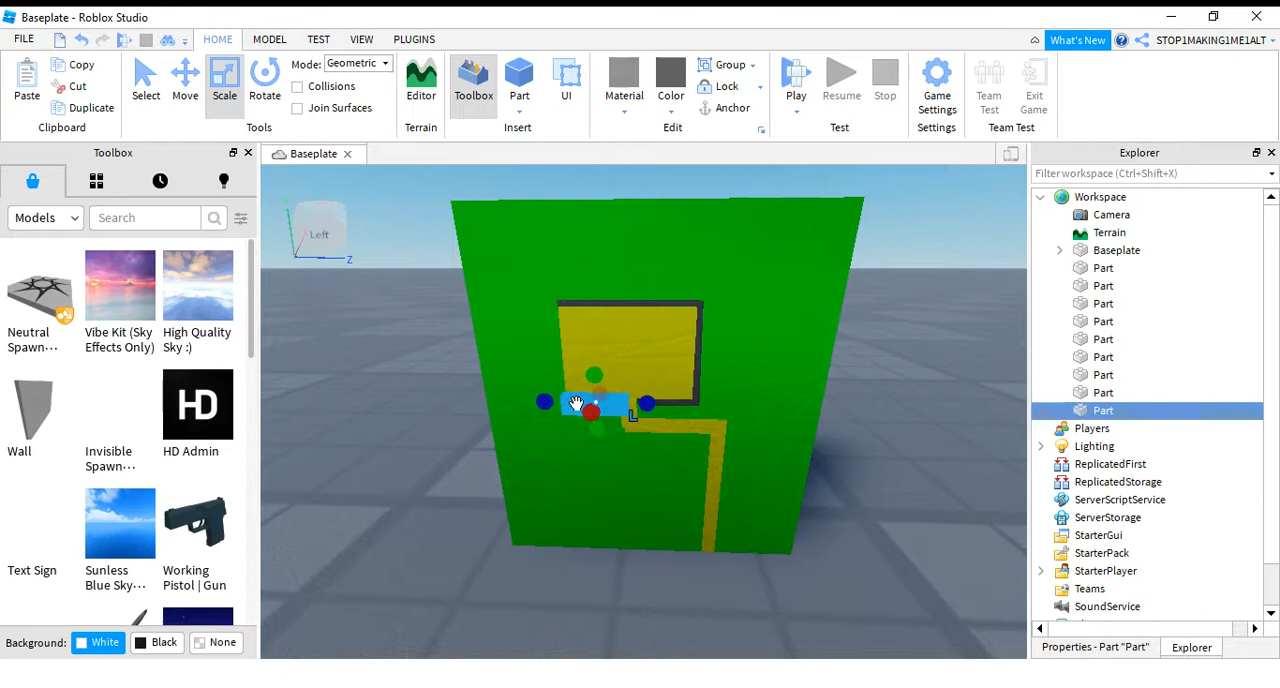 Baseplate - Roblox Studio
FILE HOME MODEL TEST VIEW PLUGINS What's New STOP1MAKING1ME1ALT
Paste Copy Cut Duplicate
Select Move Scale Rotate
Mode: Geometric
Collisions
Join Surfaces
Editor Toolbox Part UI Material Color
Group
Lock
Anchor
Play Resume Stop
Game Settings
Team Test
Exit Game
Clipboard Tools Terrain Insert Edit Test Settings Team Test
Toolbox
Models Search
Neutral Spawn…
Vibe Kit (Sky Effects Only)
High Quality Sky :)
Wall
Invisible Spawn…
HD
HD Admin
Text Sign
Sunless Blue Sky…
Working Pistol | Gun
Background: White Black None
Baseplate
Left
Z
L
Explorer
Filter workspace (Ctrl+Shift+X)
Workspace
Camera
Terrain
Baseplate
Part
Part
Part
Part
Part
Part
Part
Part
Part
Players
Lighting
ReplicatedFirst
ReplicatedStorage
ServerScriptService
ServerStorage
StarterGui
StarterPack
StarterPlayer
Teams
SoundService
Properties - Part "Part" Explorer